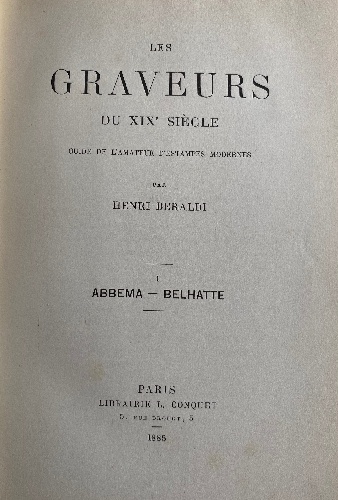 LES
GRAVEURS
DU XIXe SIÈCLE
GUIDE DE L'AMATEUR D'ESTAMPES MODERNES
PAR
HENRI BERALDI
I
ABBEMA — BELHATTE
PARIS
LIBRAIRIE L. CONQUET
5, RUE DROUOT, 5
1885